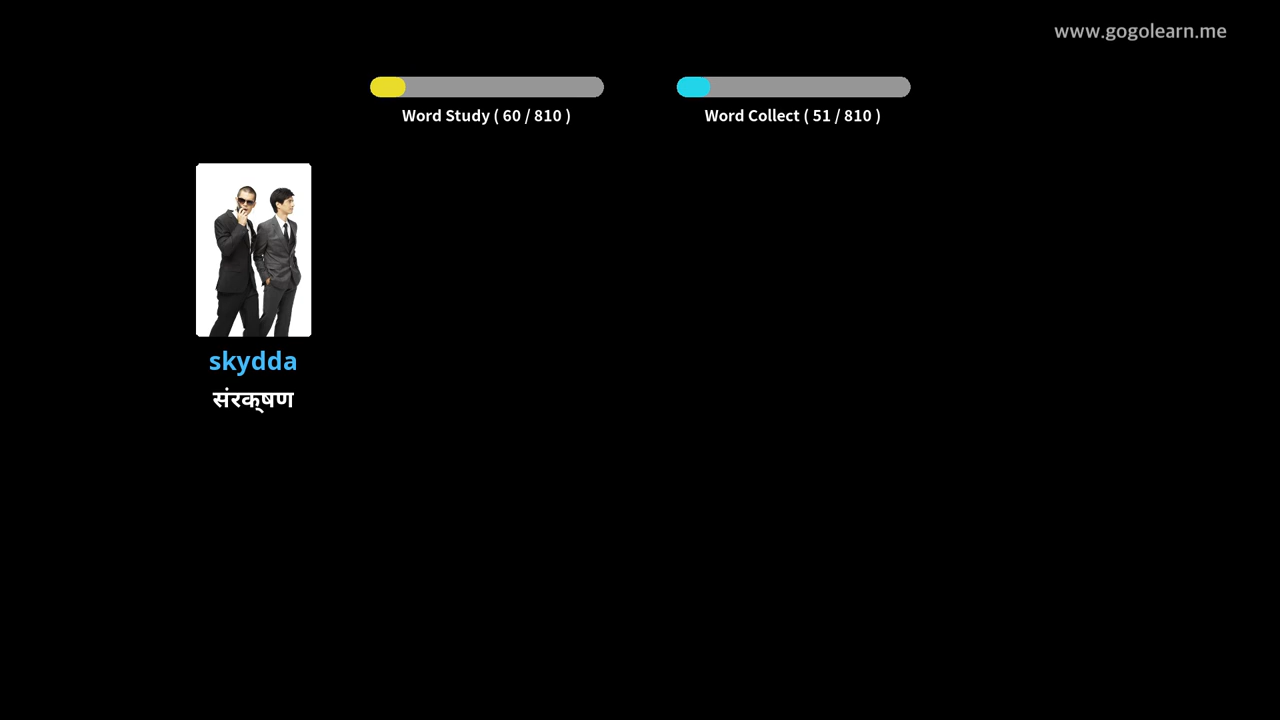 www.gogolearn.me
Word Study ( 60 / 810 )
Word Collect ( 51 / 810 )
skydda
संरक्षण